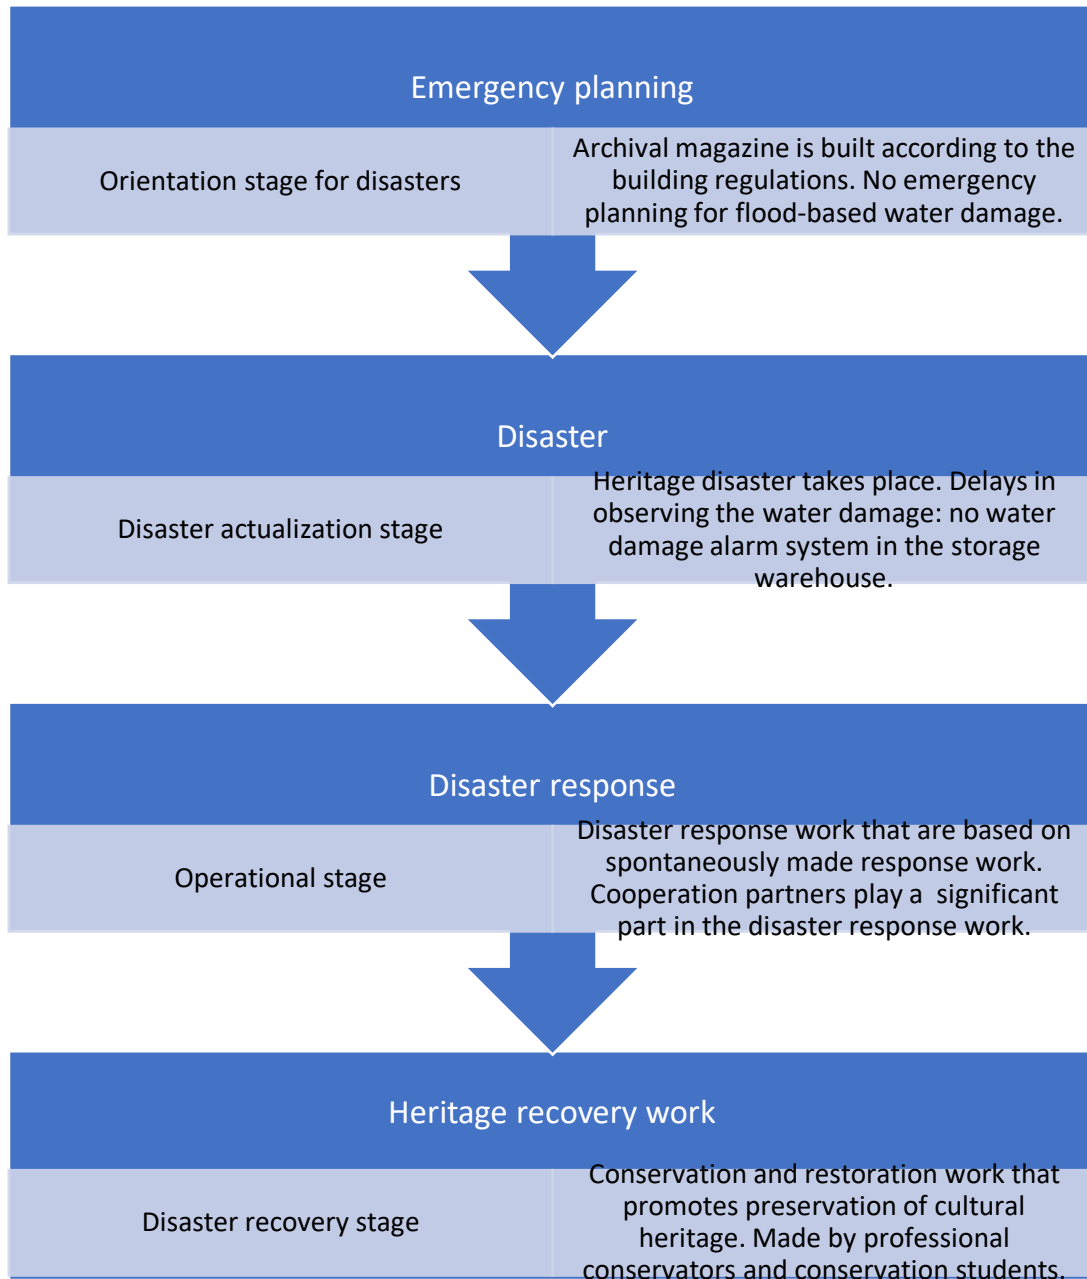 Emergency planning
Orientation stage for disasters
Archival magazine is built according to the
building regulations. No emergency
planning for flood-based water damage.
Disaster
Disaster actualization stage
Heritage disaster takes place. Delays in
observing the water damage: no water
damage alarm system in the storage
warehouse.
Disaster response
Operational stage
Disaster response work that are based on
spontaneously made response work.
Cooperation partners play a  significant
part in the disaster response work.
Heritage recovery work
Disaster recovery stage
Conservation and restoration work that
promotes preservation of cultural
heritage. Made by professional
conservators and conservation students.